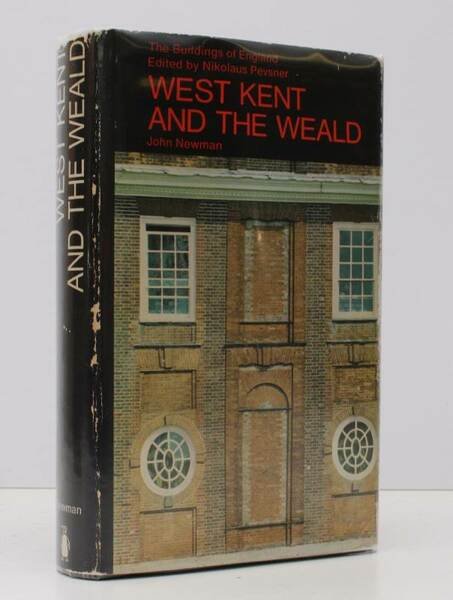 The Buildings of England
Edited by Nikolaus Pevsner
WEST KENT
AND THE WEALD
John Newman
WEST KENT
AND THE WEALD
Newman